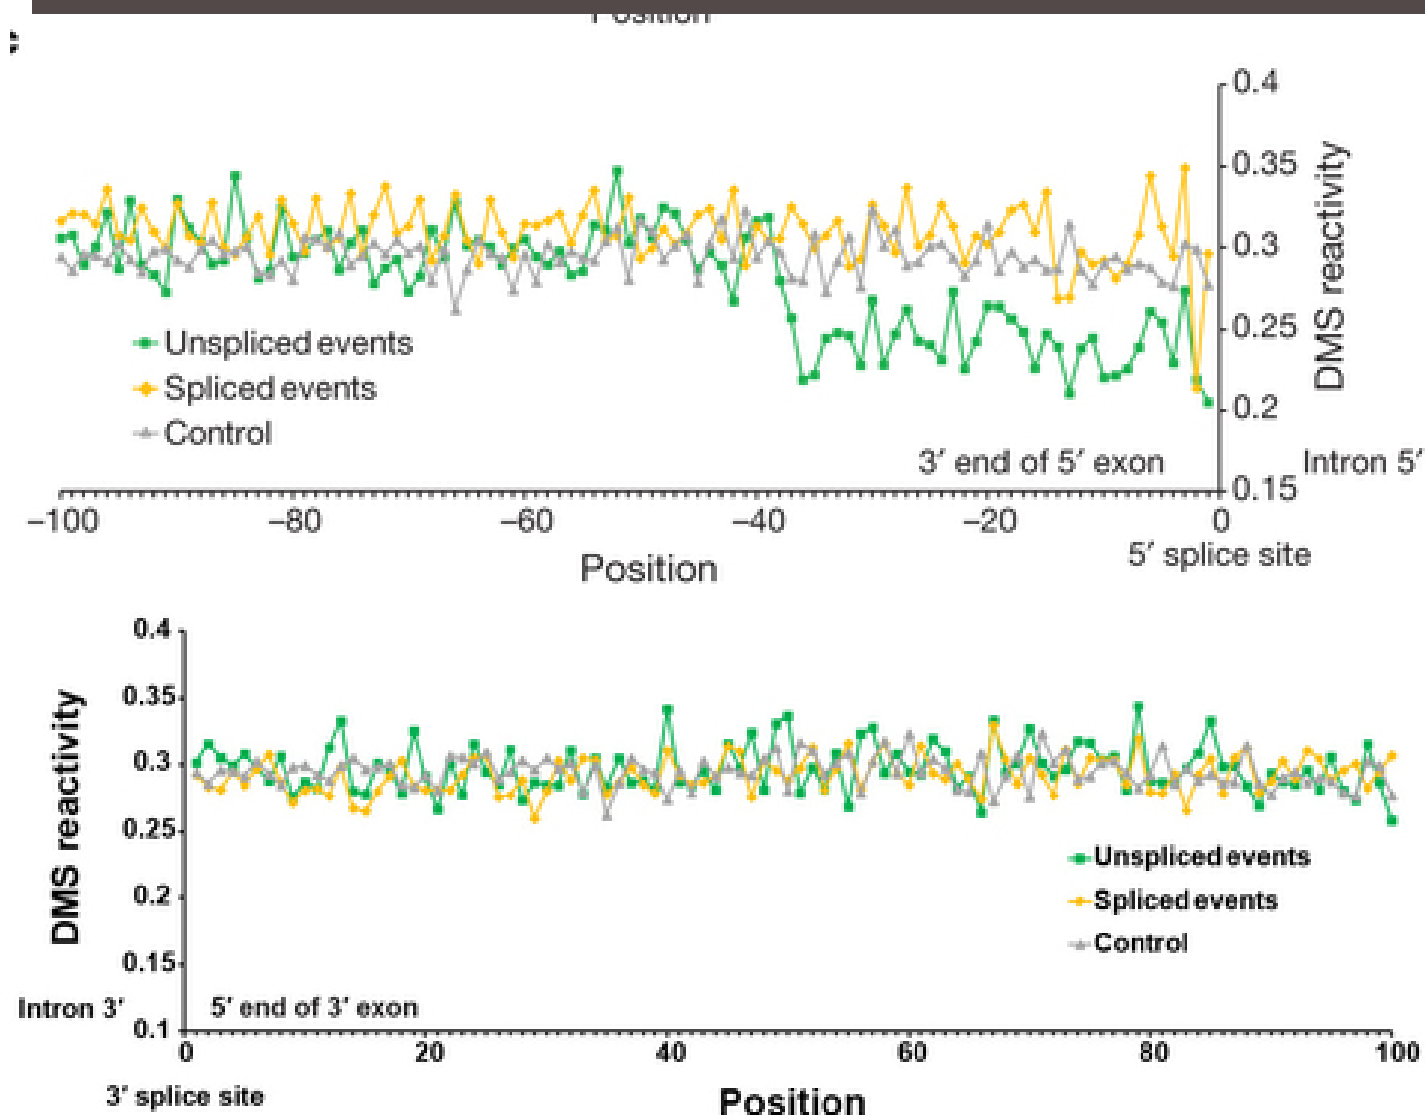 Position
0.4
0.35
0.3
0.25
0.2
0.15
DMS reactivity
Unspliced events
Spliced events
Control
3′ end of 5′ exon
Intron 5′
–100 –80 –60 –40 –20 0
5′ splice site
Position
0.4
0.35
0.3
0.25
0.2
0.15
0.1
DMS reactivity
Unspliced events
Spliced events
Control
Intron 3′
5′ end of 3′ exon
0 20 40 60 80 100
3′ splice site
Position